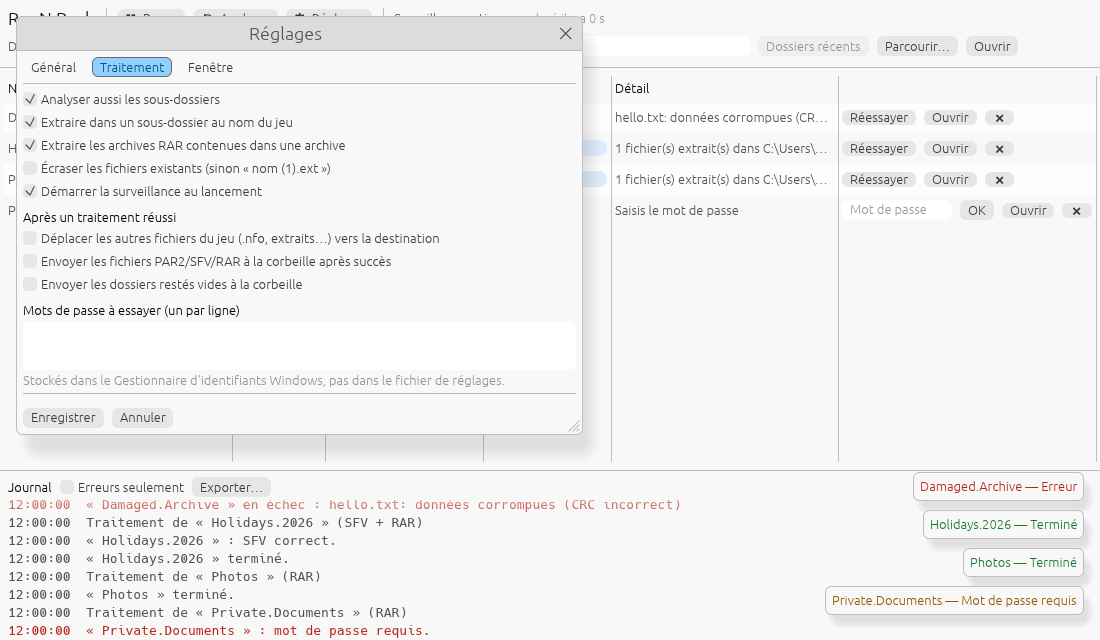 Réglages
Général Traitement Fenêtre
Analyser aussi les sous-dossiers
Extraire dans un sous-dossier au nom du jeu
Extraire les archives RAR contenues dans une archive
Écraser les fichiers existants (sinon « nom (1).ext »)
Démarrer la surveillance au lancement
Après un traitement réussi
Déplacer les autres fichiers du jeu (.nfo, extraits…) vers la destination
Envoyer les fichiers PAR2/SFV/RAR à la corbeille après succès
Envoyer les dossiers restés vides à la corbeille
Mots de passe à essayer (un par ligne)
Stockés dans le Gestionnaire d'identifiants Windows, pas dans le fichier de réglages.
Enregistrer Annuler
a 0 s
Dossiers récents Parcourir… Ouvrir
Détail
hello.txt: données corrompues (CR… Réessayer Ouvrir ×
1 fichier(s) extrait(s) dans C:\Users\… Réessayer Ouvrir ×
1 fichier(s) extrait(s) dans C:\Users\… Réessayer Ouvrir ×
Saisis le mot de passe Mot de passe OK Ouvrir ×
Journal Erreurs seulement Exporter…
12:00:00 « Damaged.Archive » en échec : hello.txt: données corrompues (CRC incorrect)
12:00:00 Traitement de « Holidays.2026 » (SFV + RAR)
12:00:00 « Holidays.2026 » : SFV correct.
12:00:00 « Holidays.2026 » terminé.
12:00:00 Traitement de « Photos » (RAR)
12:00:00 « Photos » terminé.
12:00:00 Traitement de « Private.Documents » (RAR)
12:00:00 « Private.Documents » : mot de passe requis.
Damaged.Archive — Erreur
Holidays.2026 — Terminé
Photos — Terminé
Private.Documents — Mot de passe requis